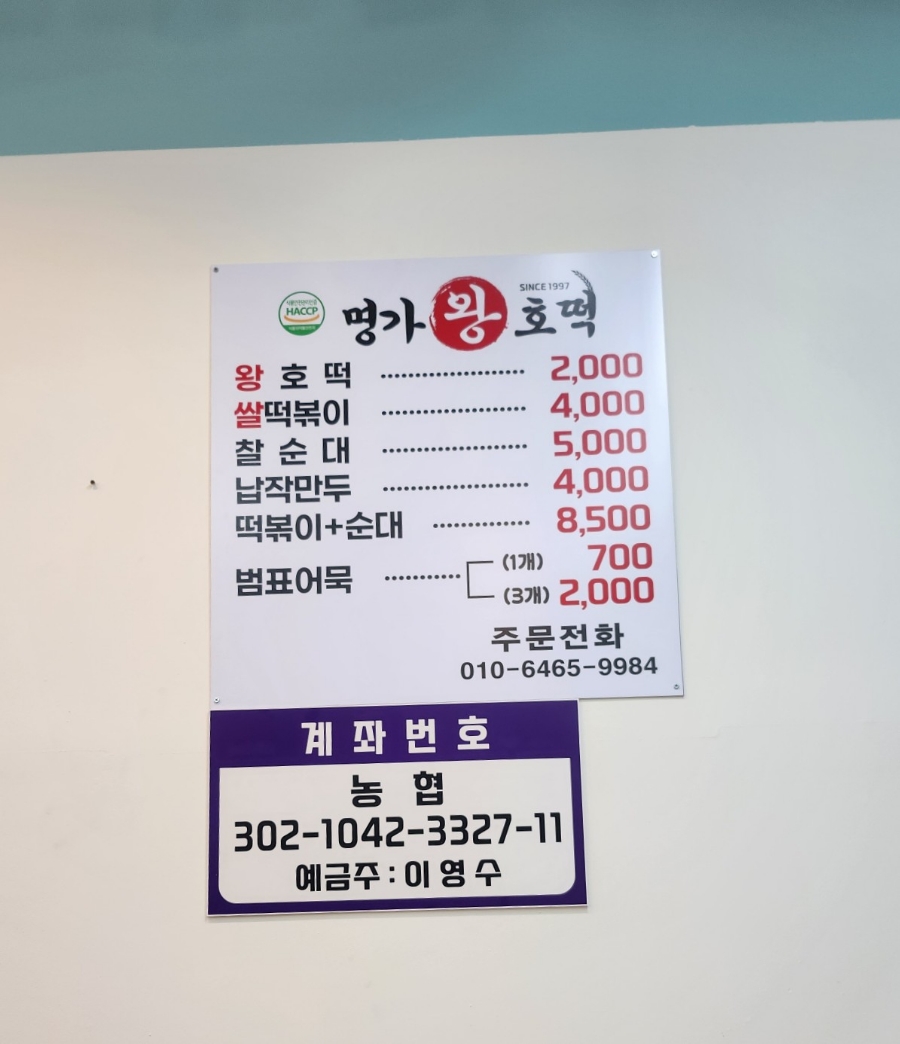 HACCP
SINCE 1997
명가왕호떡
왕 호 떡 2,000
쌀떡볶이 4,000
찰 순 대 5,000
납작만두 4,000
떡볶이+순대 8,500
범표어묵 (1개) 700
(3개) 2,000
주문전화
010-6465-9984
계좌번호
농 협
302-1042-3327-11
예금주 : 이 영 수